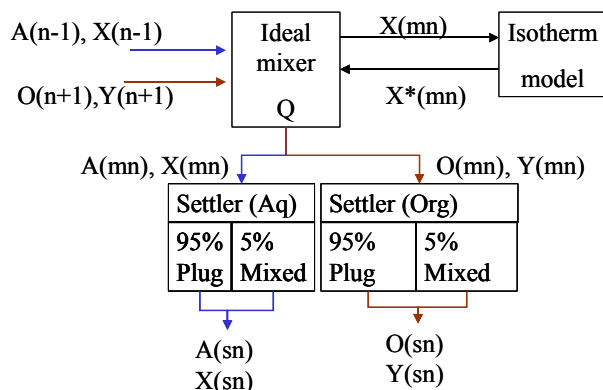 A(n-1), X(n-1)
O(n+1),Y(n+1)
Ideal
mixer
Q
X(mn)
X*(mn)
Isotherm
model
A(mn), X(mn)
O(mn), Y(mn)
Settler (Aq)
95%
Plug
5%
Mixed
Settler (Org)
95%
Plug
5%
Mixed
A(sn)
X(sn)
O(sn)
Y(sn)